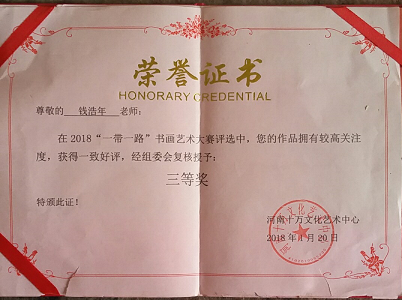 荣誉证书
HONORARY CREDENTIAL
尊敬的 钱浩年 老师：
在2018“一带一路”书画艺术大赛评选中，您的作品拥有较高关注
度，获得一致好评，经组委会复核授予：
三等奖
特颁此证！
河南十万文化艺术中心
2018年1月20日